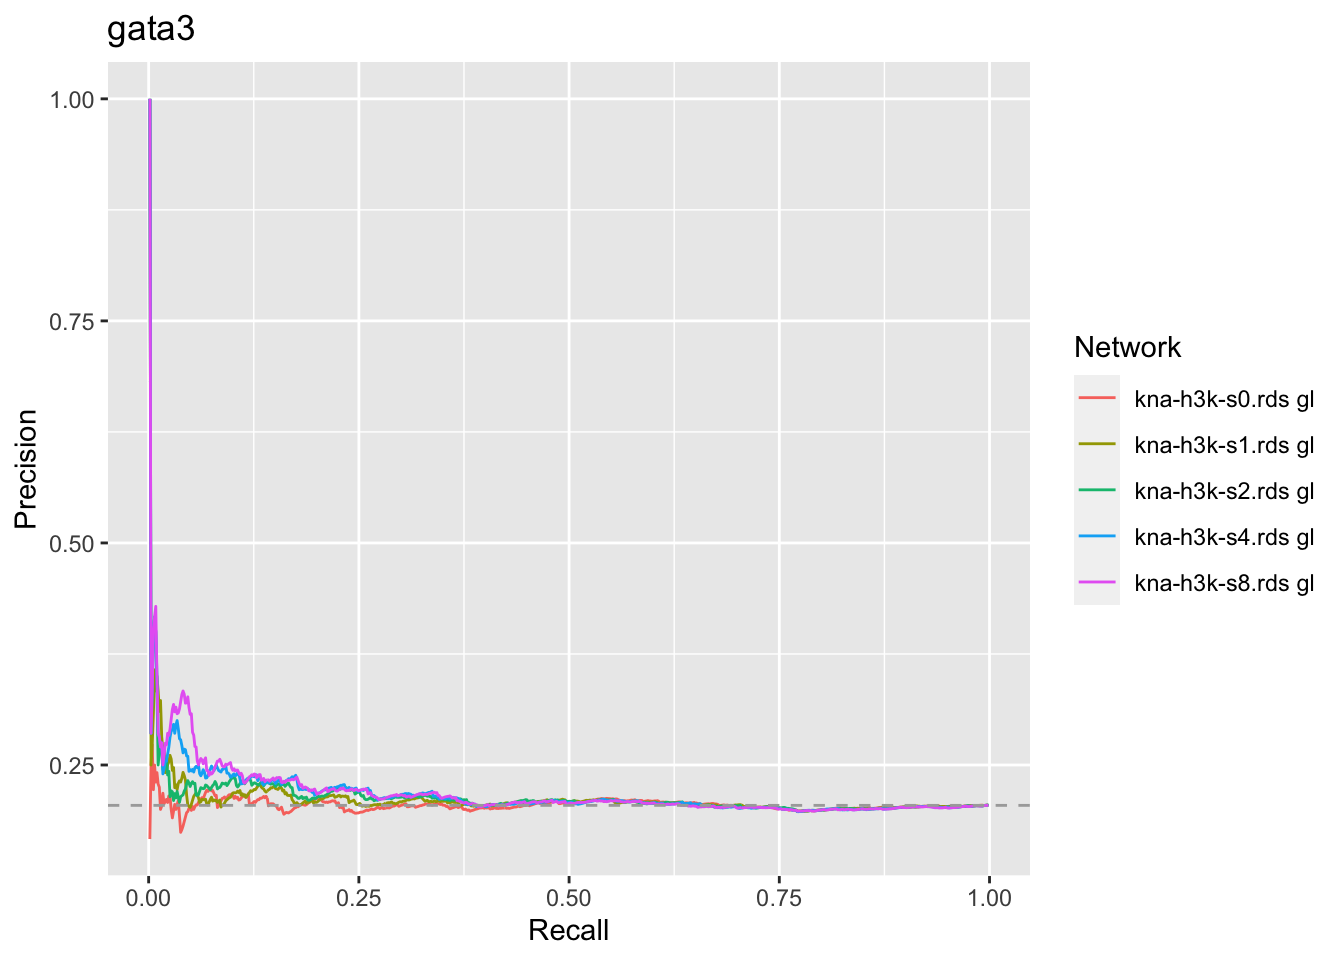 gata3
Precision
1.00
0.75
0.50
0.25
0.00
0.25
0.50
0.75
1.00
Recall
Network
kna-h3k-s0.rds gl
kna-h3k-s1.rds gl
kna-h3k-s2.rds gl
kna-h3k-s4.rds gl
kna-h3k-s8.rds gl